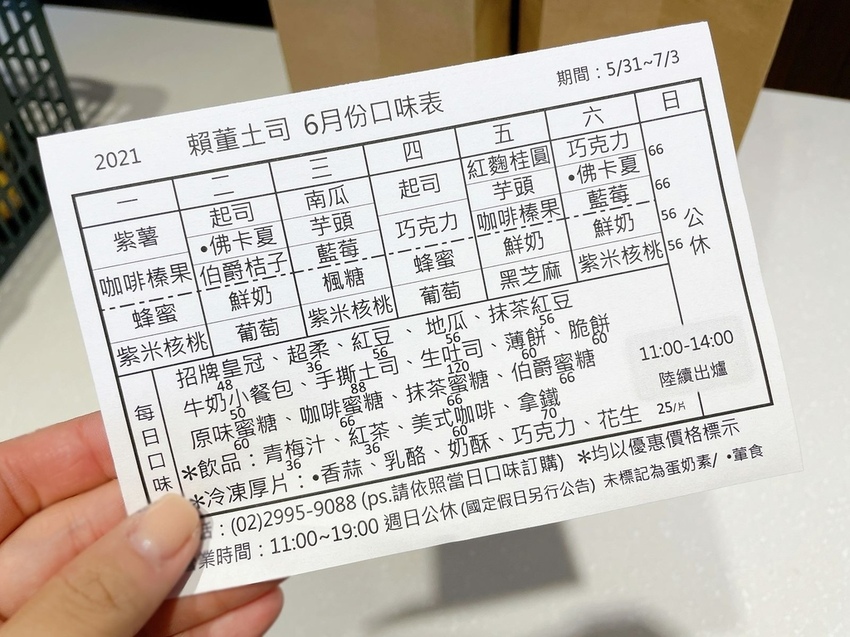 2021 賴董土司 6月份口味表 期間：5/31~7/3
一 二 三 四 五 六 日
紫薯
咖啡榛果
蜂蜜
紫米核桃
起司
•佛卡夏
伯爵桔子
鮮奶
葡萄
南瓜
芋頭
藍莓
楓糖
紫米核桃
起司
巧克力
蜂蜜
葡萄
紅麴桂圓
芋頭
咖啡榛果
鮮奶
黑芝麻
巧克力
•佛卡夏
藍莓
鮮奶
紫米核桃
66
66
56
56
公休
每日口味
招牌皇冠、超柔、紅豆、地瓜、抹茶紅豆
48 36 56 56 56
牛奶小餐包、手撕土司、生吐司、薄餅、脆餅
50 88 120 60 60
原味蜜糖、咖啡蜜糖、抹茶蜜糖、伯爵蜜糖
60 66 66 66
＊飲品：青梅汁、紅茶、美式咖啡、拿鐵
36 36 60 70
＊冷凍厚片：•香蒜、乳酪、奶酥、巧克力、花生 25/片
11:00-14:00
陸續出爐
：(02)2995-9088 (ps.請依照當日口味訂購) ＊均以優惠價格標示
業時間：11:00~19:00 週日公休 (國定假日另行公告) 未標記為蛋奶素/ •葷食